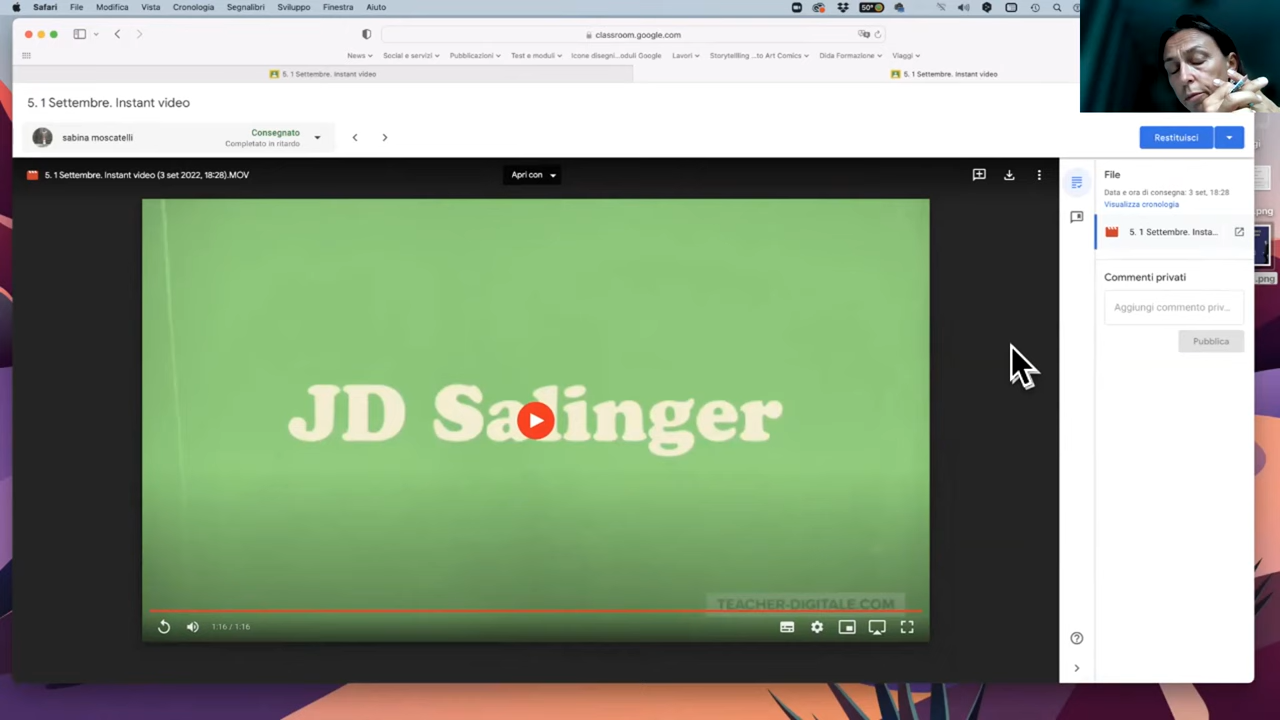 Safari File Modifica Vista Cronologia Segnalibri Sviluppo Finestra Aiuto 50°
classroom.google.com
News Social e servizi Pubblicazioni Test e moduli Icone disegni...oduli Google Lavori Storytellling ...to Art Comics Dida Formazione Viaggi
5. 1 Settembre. Instant video 5. 1 Settembre. Instant video
5. 1 Settembre. Instant video
sabina moscatelli Consegnato
Completato in ritardo
Restituisci
5. 1 Settembre. Instant video (3 set 2022, 18:28).MOV
Apri con
File
Data e ora di consegna: 3 set, 18:28
Visualizza cronologia
5. 1 Settembre. Insta...
Commenti privati
Aggiungi commento priv...
Pubblica
JD Salinger
TEACHER-DIGITALE.COM
1:16 / 1:16
.png
.png